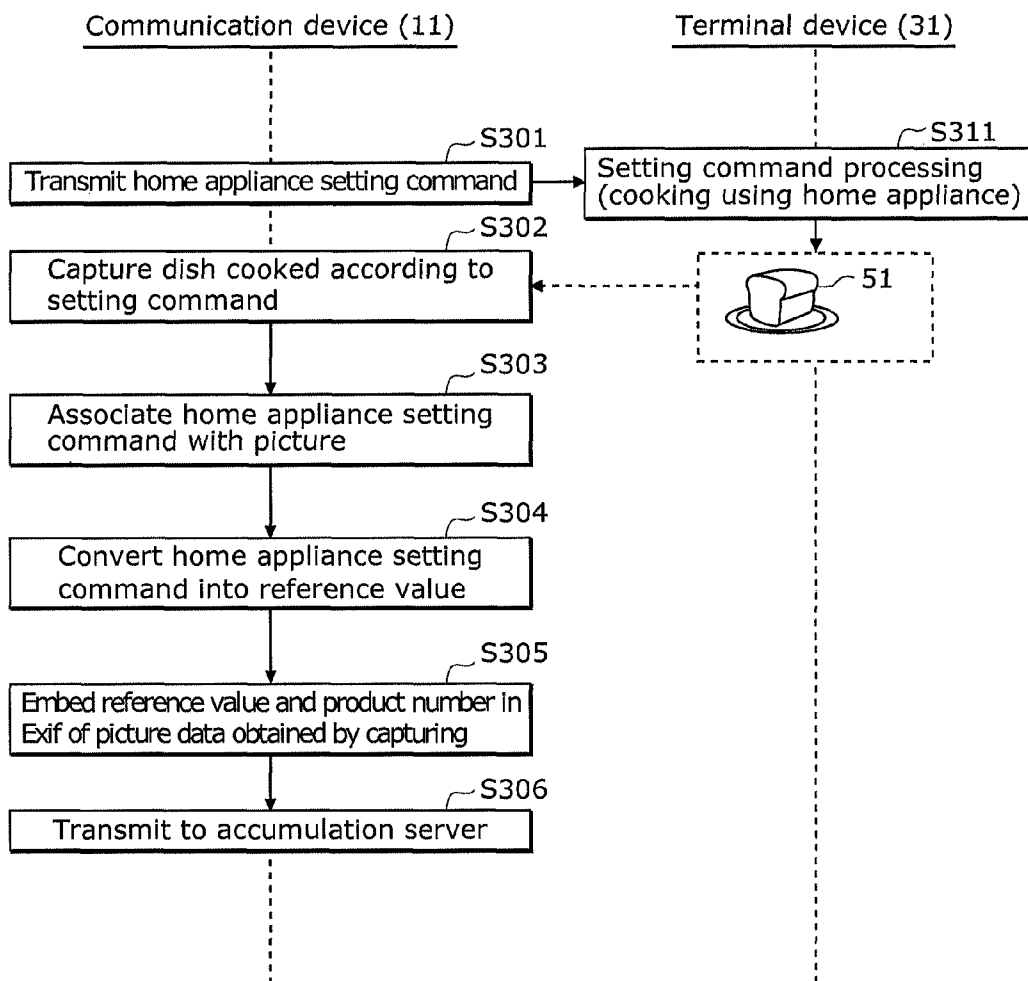 Communication device (11)
Terminal device (31)
S301
Transmit home appliance setting command
S311
Setting command processing
(cooking using home appliance)
S302
Capture dish cooked according to
setting command
51
S303
Associate home appliance setting
command with picture
S304
Convert home appliance setting
command into reference value
S305
Embed reference value and product number in
Exif of picture data obtained by capturing
S306
Transmit to accumulation server